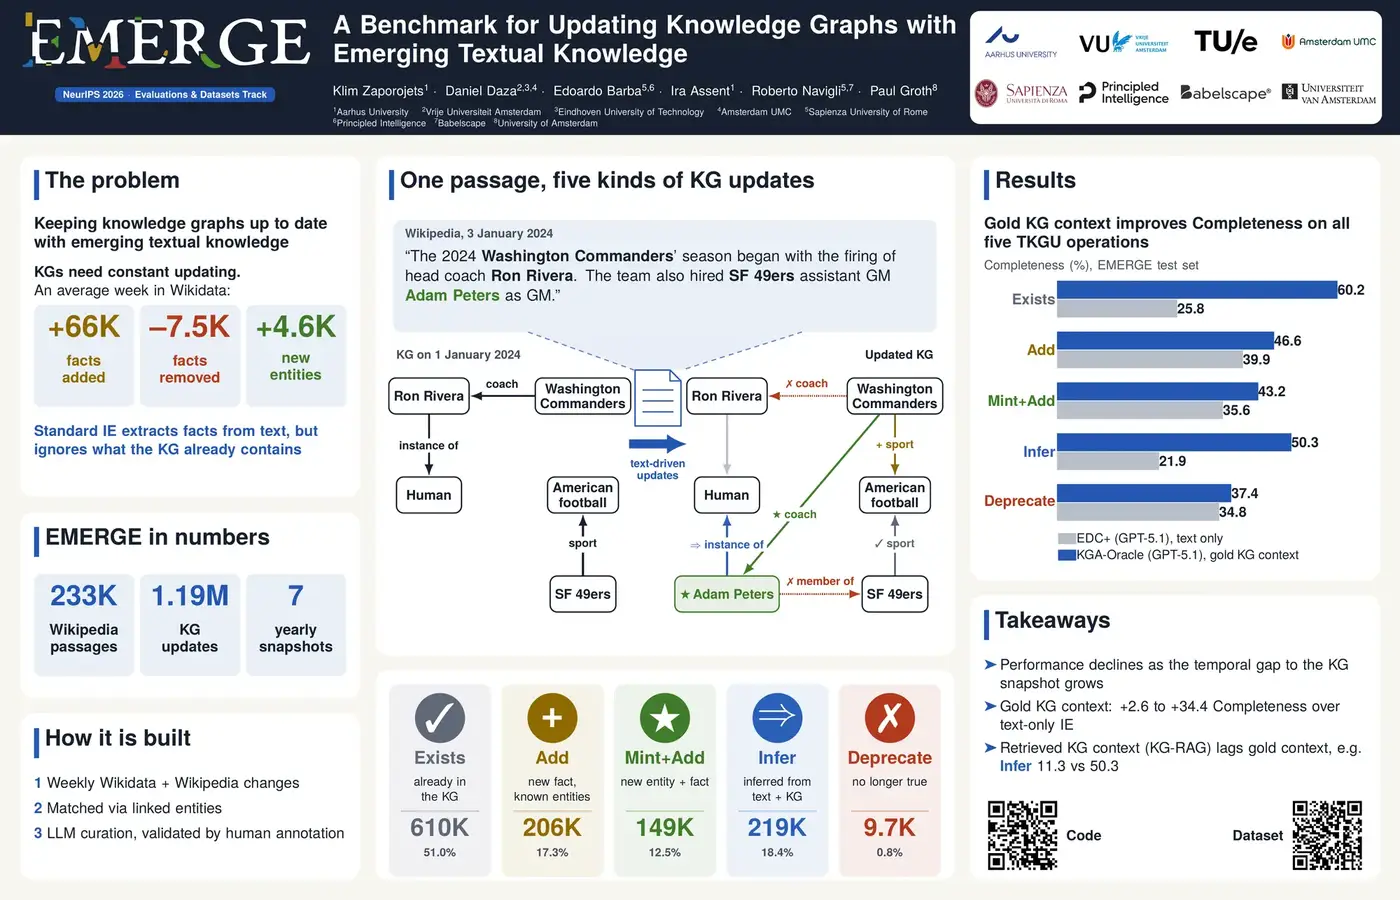 EMERGE
NeurIPS 2026 · Evaluations & Datasets Track
A Benchmark for Updating Knowledge Graphs with
Emerging Textual Knowledge
Klim Zaporojets1 · Daniel Daza2,3,4 · Edoardo Barba5,6 · Ira Assent1 · Roberto Navigli5,7 · Paul Groth8
1Aarhus University 2Vrije Universiteit Amsterdam 3Eindhoven University of Technology 4Amsterdam UMC 5Sapienza University of Rome
6Principled Intelligence 7Babelscape 8University of Amsterdam
AARHUS UNIVERSITY
VU VRIJE UNIVERSITEIT AMSTERDAM
TU/e
Amsterdam UMC
SAPIENZA
UNIVERSITÀ DI ROMA
Principled
Intelligence
Babelscape®
UNIVERSITEIT
VAN AMSTERDAM
The problem
Keeping knowledge graphs up to date
with emerging textual knowledge
KGs need constant updating.
An average week in Wikidata:
+66K
facts
added
–7.5K
facts
removed
+4.6K
new
entities
Standard IE extracts facts from text, but
ignores what the KG already contains
EMERGE in numbers
233K
Wikipedia
passages
1.19M
KG
updates
7
yearly
snapshots
How it is built
1 Weekly Wikidata + Wikipedia changes
2 Matched via linked entities
3 LLM curation, validated by human annotation
One passage, five kinds of KG updates
Wikipedia, 3 January 2024
“The 2024 Washington Commanders’ season began with the firing of
head coach Ron Rivera. The team also hired SF 49ers assistant GM
Adam Peters as GM.”
KG on 1 January 2024
Updated KG
Ron Rivera
coach
Washington
Commanders
instance of
Human
American
football
sport
SF 49ers
text-driven
updates
Ron Rivera
✗ coach
Washington
Commanders
+ sport
Human
American
football
★ coach
⇒ instance of
✓ sport
★ Adam Peters
✗ member of
SF 49ers
✓
Exists
already in
the KG
610K
51.0%
+
Add
new fact,
known entities
206K
17.3%
★
Mint+Add
new entity + fact
149K
12.5%
⇒
Infer
inferred from
text + KG
219K
18.4%
✗
Deprecate
no longer true
9.7K
0.8%
Results
Gold KG context improves Completeness on all
five TKGU operations
Completeness (%), EMERGE test set
Exists
60.2
25.8
Add
46.6
39.9
Mint+Add
43.2
35.6
Infer
50.3
21.9
Deprecate
37.4
34.8
EDC+ (GPT-5.1), text only
KGA-Oracle (GPT-5.1), gold KG context
Takeaways
➤ Performance declines as the temporal gap to the KG
snapshot grows
➤ Gold KG context: +2.6 to +34.4 Completeness over
text-only IE
➤ Retrieved KG context (KG-RAG) lags gold context, e.g.
Infer 11.3 vs 50.3
Code
Dataset